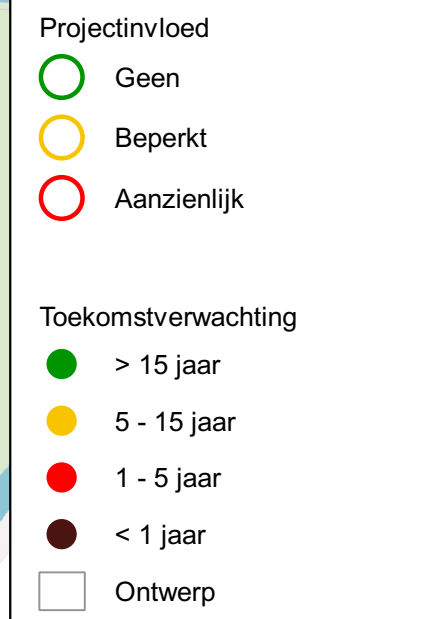 Projectinvloed
Geen
Beperkt
Aanzienlijk
Toekomstverwachting
> 15 jaar
5 - 15 jaar
1 - 5 jaar
< 1 jaar
Ontwerp